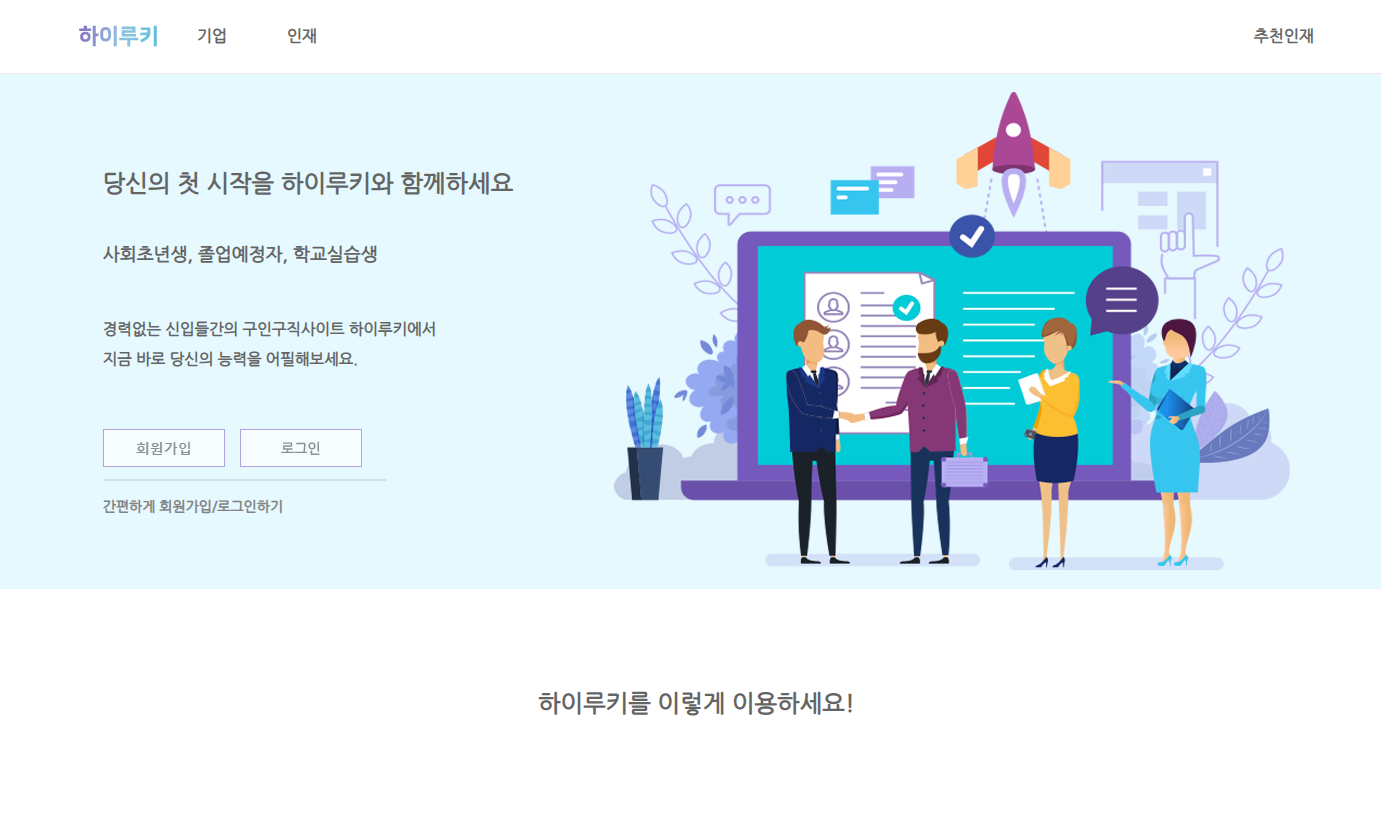 하이루키 기업 인재 추천인재
당신의 첫 시작을 하이루키와 함께하세요
사회초년생, 졸업예정자, 학교실습생
경력없는 신입들간의 구인구직사이트 하이루키에서
지금 바로 당신의 능력을 어필해보세요.
회원가입 로그인
간편하게 회원가입/로그인하기
하이루키를 이렇게 이용하세요!